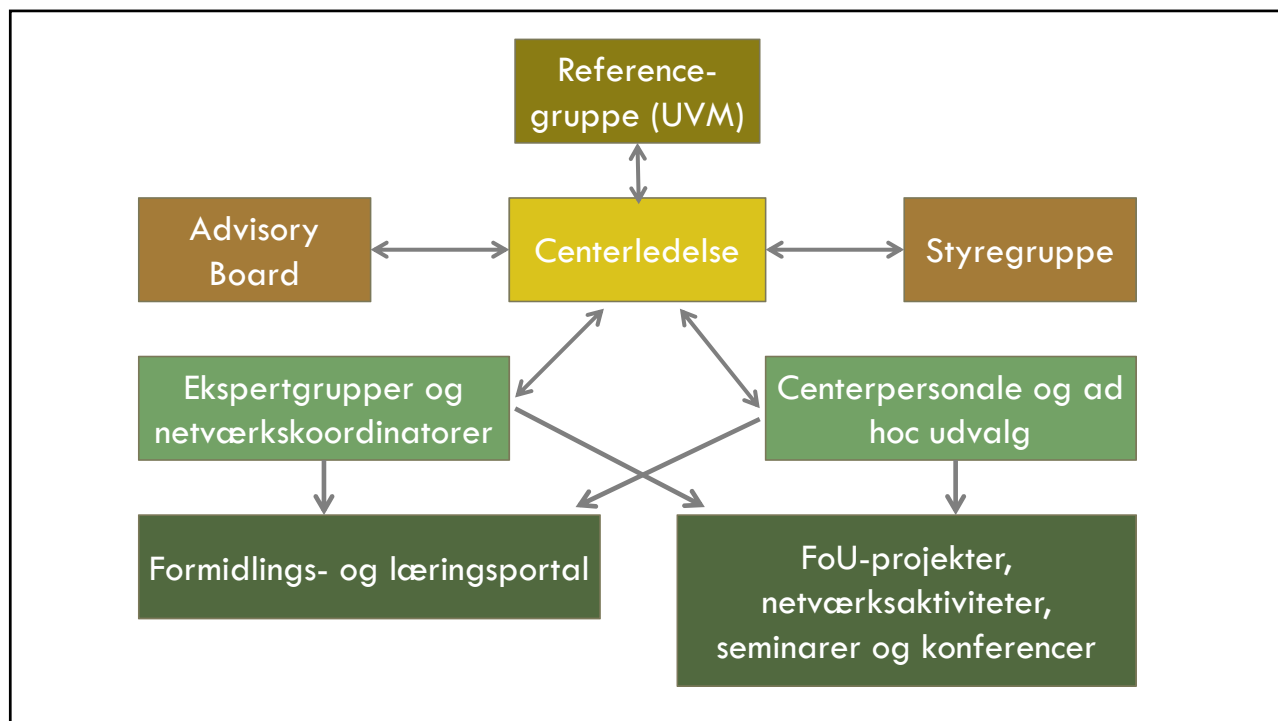 Reference-
gruppe (UVM)
Advisory
Board
Centerledelse
Styregruppe
Ekspertgrupper og
netværkskoordinatorer
Centerpersonale og ad
hoc udvalg
Formidlings- og læringsportal
FoU-projekter,
netværksaktiviteter,
seminarer og konferencer